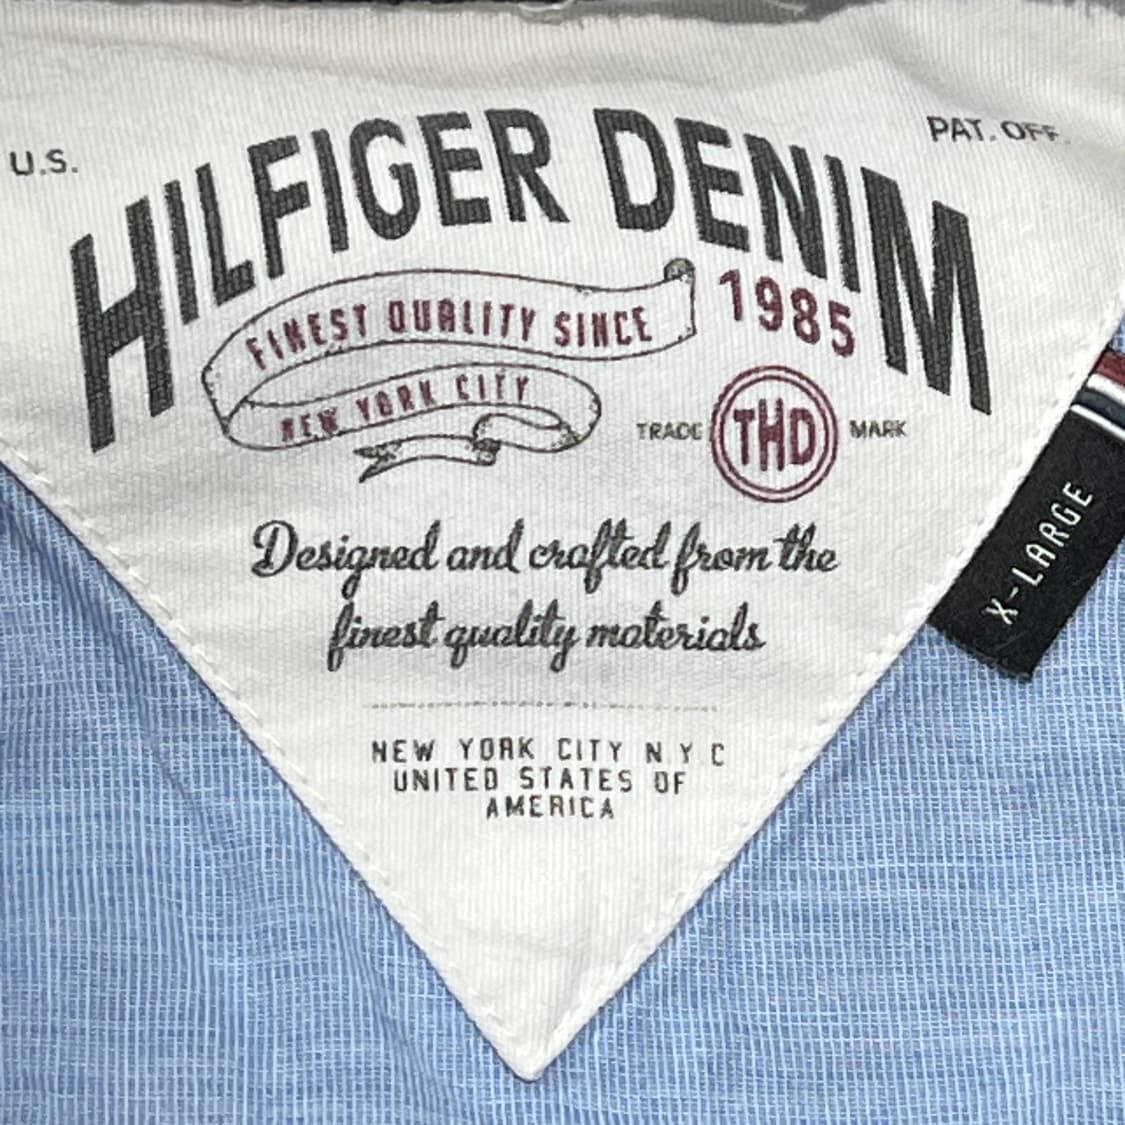 U.S.
PAT. OFF.
HILFIGER DENIM
FINEST QUALITY SINCE
1985
NEW YORK CITY
TRADE THD MARK
Designed and crafted from the
finest quality materials
NEW YORK CITY N Y C
UNITED STATES OF
AMERICA
X-LARGE